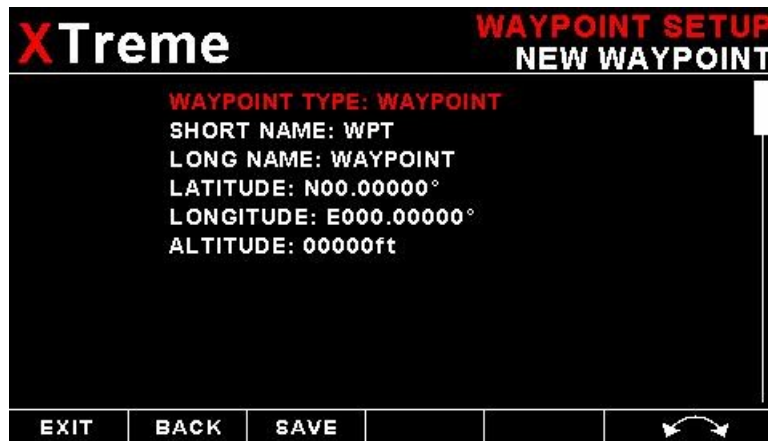 XTreme
WAYPOINT SETUP
NEW WAYPOINT
WAYPOINT TYPE: WAYPOINT
SHORT NAME: WPT
LONG NAME: WAYPOINT
LATITUDE: N00.00000°
LONGITUDE: E000.00000°
ALTITUDE: 00000ft
EXIT BACK SAVE